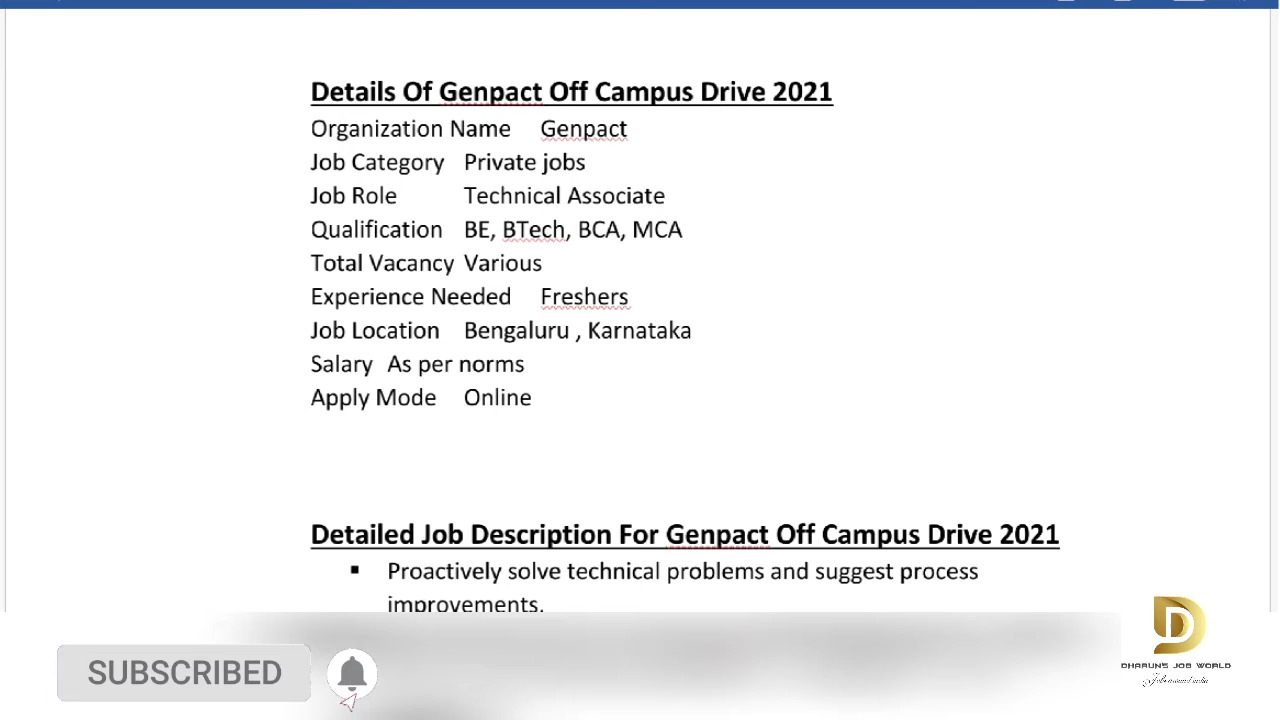 Details Of Genpact Off Campus Drive 2021
Organization Name Genpact
Job Category Private jobs
Job Role Technical Associate
Qualification BE, BTech, BCA, MCA
Total Vacancy Various
Experience Needed Freshers
Job Location Bengaluru , Karnataka
Salary As per norms
Apply Mode Online
Detailed Job Description For Genpact Off Campus Drive 2021
▪ Proactively solve technical problems and suggest process
improvements.
SUBSCRIBED
D
DHARUN'S JOB WORLD